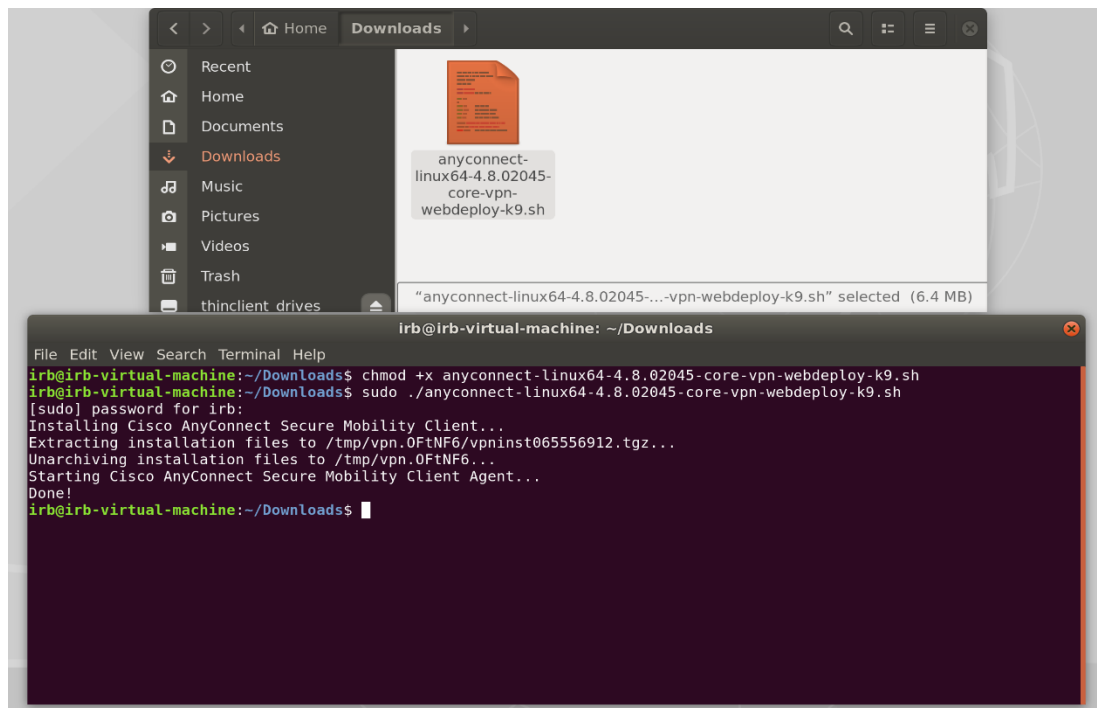 Home Downloads
Recent
Home
Documents
Downloads
Music
Pictures
Videos
Trash
thinclient_drives
anyconnect-
linux64-4.8.02045-
core-vpn-
webdeploy-k9.sh
“anyconnect-linux64-4.8.02045-…-vpn-webdeploy-k9.sh” selected (6.4 MB)
irb@irb-virtual-machine: ~/Downloads
File Edit View Search Terminal Help
irb@irb-virtual-machine:~/Downloads$ chmod +x anyconnect-linux64-4.8.02045-core-vpn-webdeploy-k9.sh
irb@irb-virtual-machine:~/Downloads$ sudo ./anyconnect-linux64-4.8.02045-core-vpn-webdeploy-k9.sh
[sudo] password for irb:
Installing Cisco AnyConnect Secure Mobility Client...
Extracting installation files to /tmp/vpn.OFtNF6/vpninst065556912.tgz...
Unarchiving installation files to /tmp/vpn.OFtNF6...
Starting Cisco AnyConnect Secure Mobility Client Agent...
Done!
irb@irb-virtual-machine:~/Downloads$